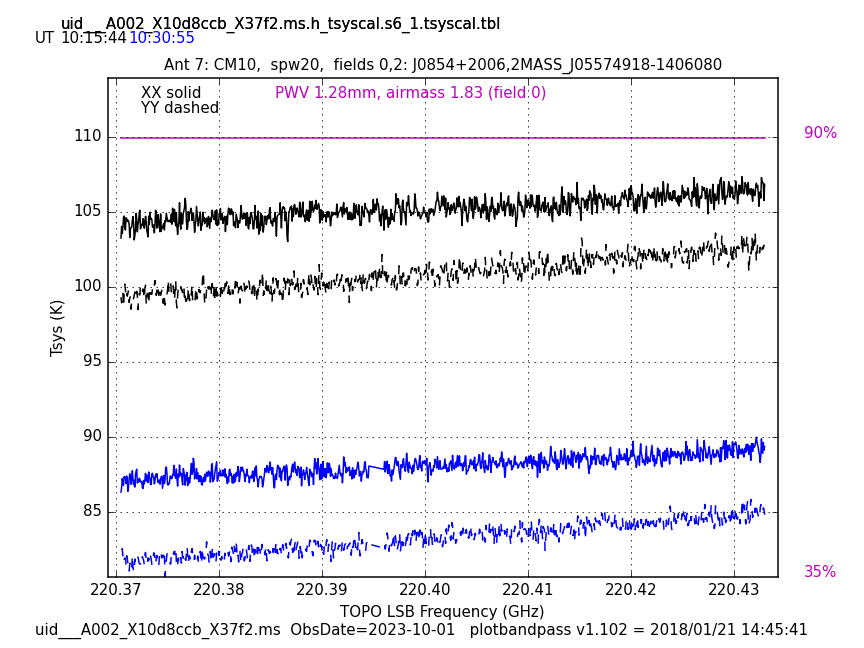 uid___A002_X10d8ccb_X37f2.ms.h_tsyscal.s6_1.tsyscal.tbl
UT 10:15:44 10:30:55
Ant 7: CM10,  spw20,  fields 0,2: J0854+2006,2MASS_J05574918-1406080
XX solid
PWV 1.28mm, airmass 1.83 (field 0)
YY dashed
90%
110
105
100
95
90
85
Tsys (K)
35%
220.37 220.38 220.39 220.40 220.41 220.42 220.43
TOPO LSB Frequency (GHz)
uid___A002_X10d8ccb_X37f2.ms  ObsDate=2023-10-01   plotbandpass v1.102 = 2018/01/21 14:45:41